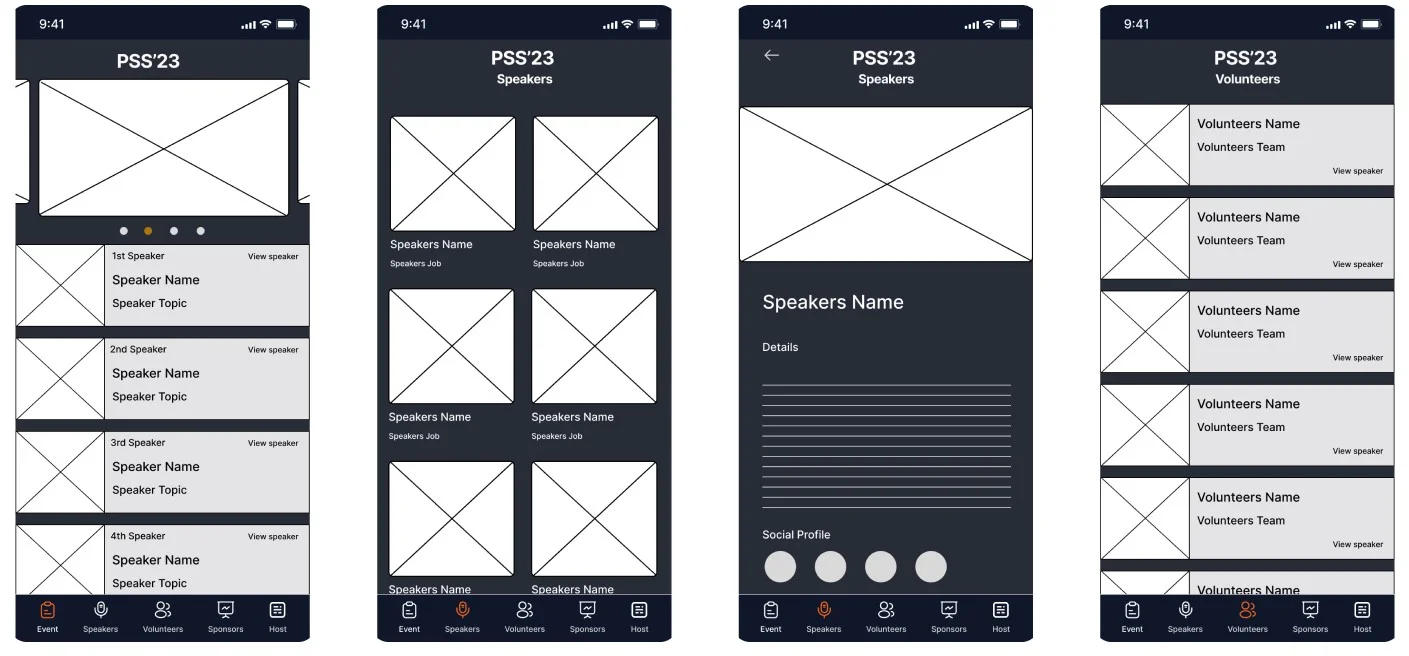 9:41
PSS’23
1st Speaker View speaker
Speaker Name
Speaker Topic
2nd Speaker View speaker
Speaker Name
Speaker Topic
3rd Speaker View speaker
Speaker Name
Speaker Topic
4th Speaker View speaker
Speaker Name
Speaker Topic
Event Speakers Volunteers Sponsors Host
9:41
PSS’23
Speakers
Speakers Name Speakers Name
Speakers Job Speakers Job
Speakers Name Speakers Name
Speakers Job Speakers Job
Speakers Name Speakers Name
Event Speakers Volunteers Sponsors Host
9:41
PSS’23
Speakers
Speakers Name
Details
Social Profile
Event Speakers Volunteers Sponsors Host
9:41
PSS’23
Volunteers
Volunteers Name
Volunteers Team
View speaker
Volunteers Name
Volunteers Team
View speaker
Volunteers Name
Volunteers Team
View speaker
Volunteers Name
Volunteers Team
View speaker
Volunteers Name
Volunteers Team
View speaker
Volunteers Name
Event Speakers Volunteers Sponsors Host